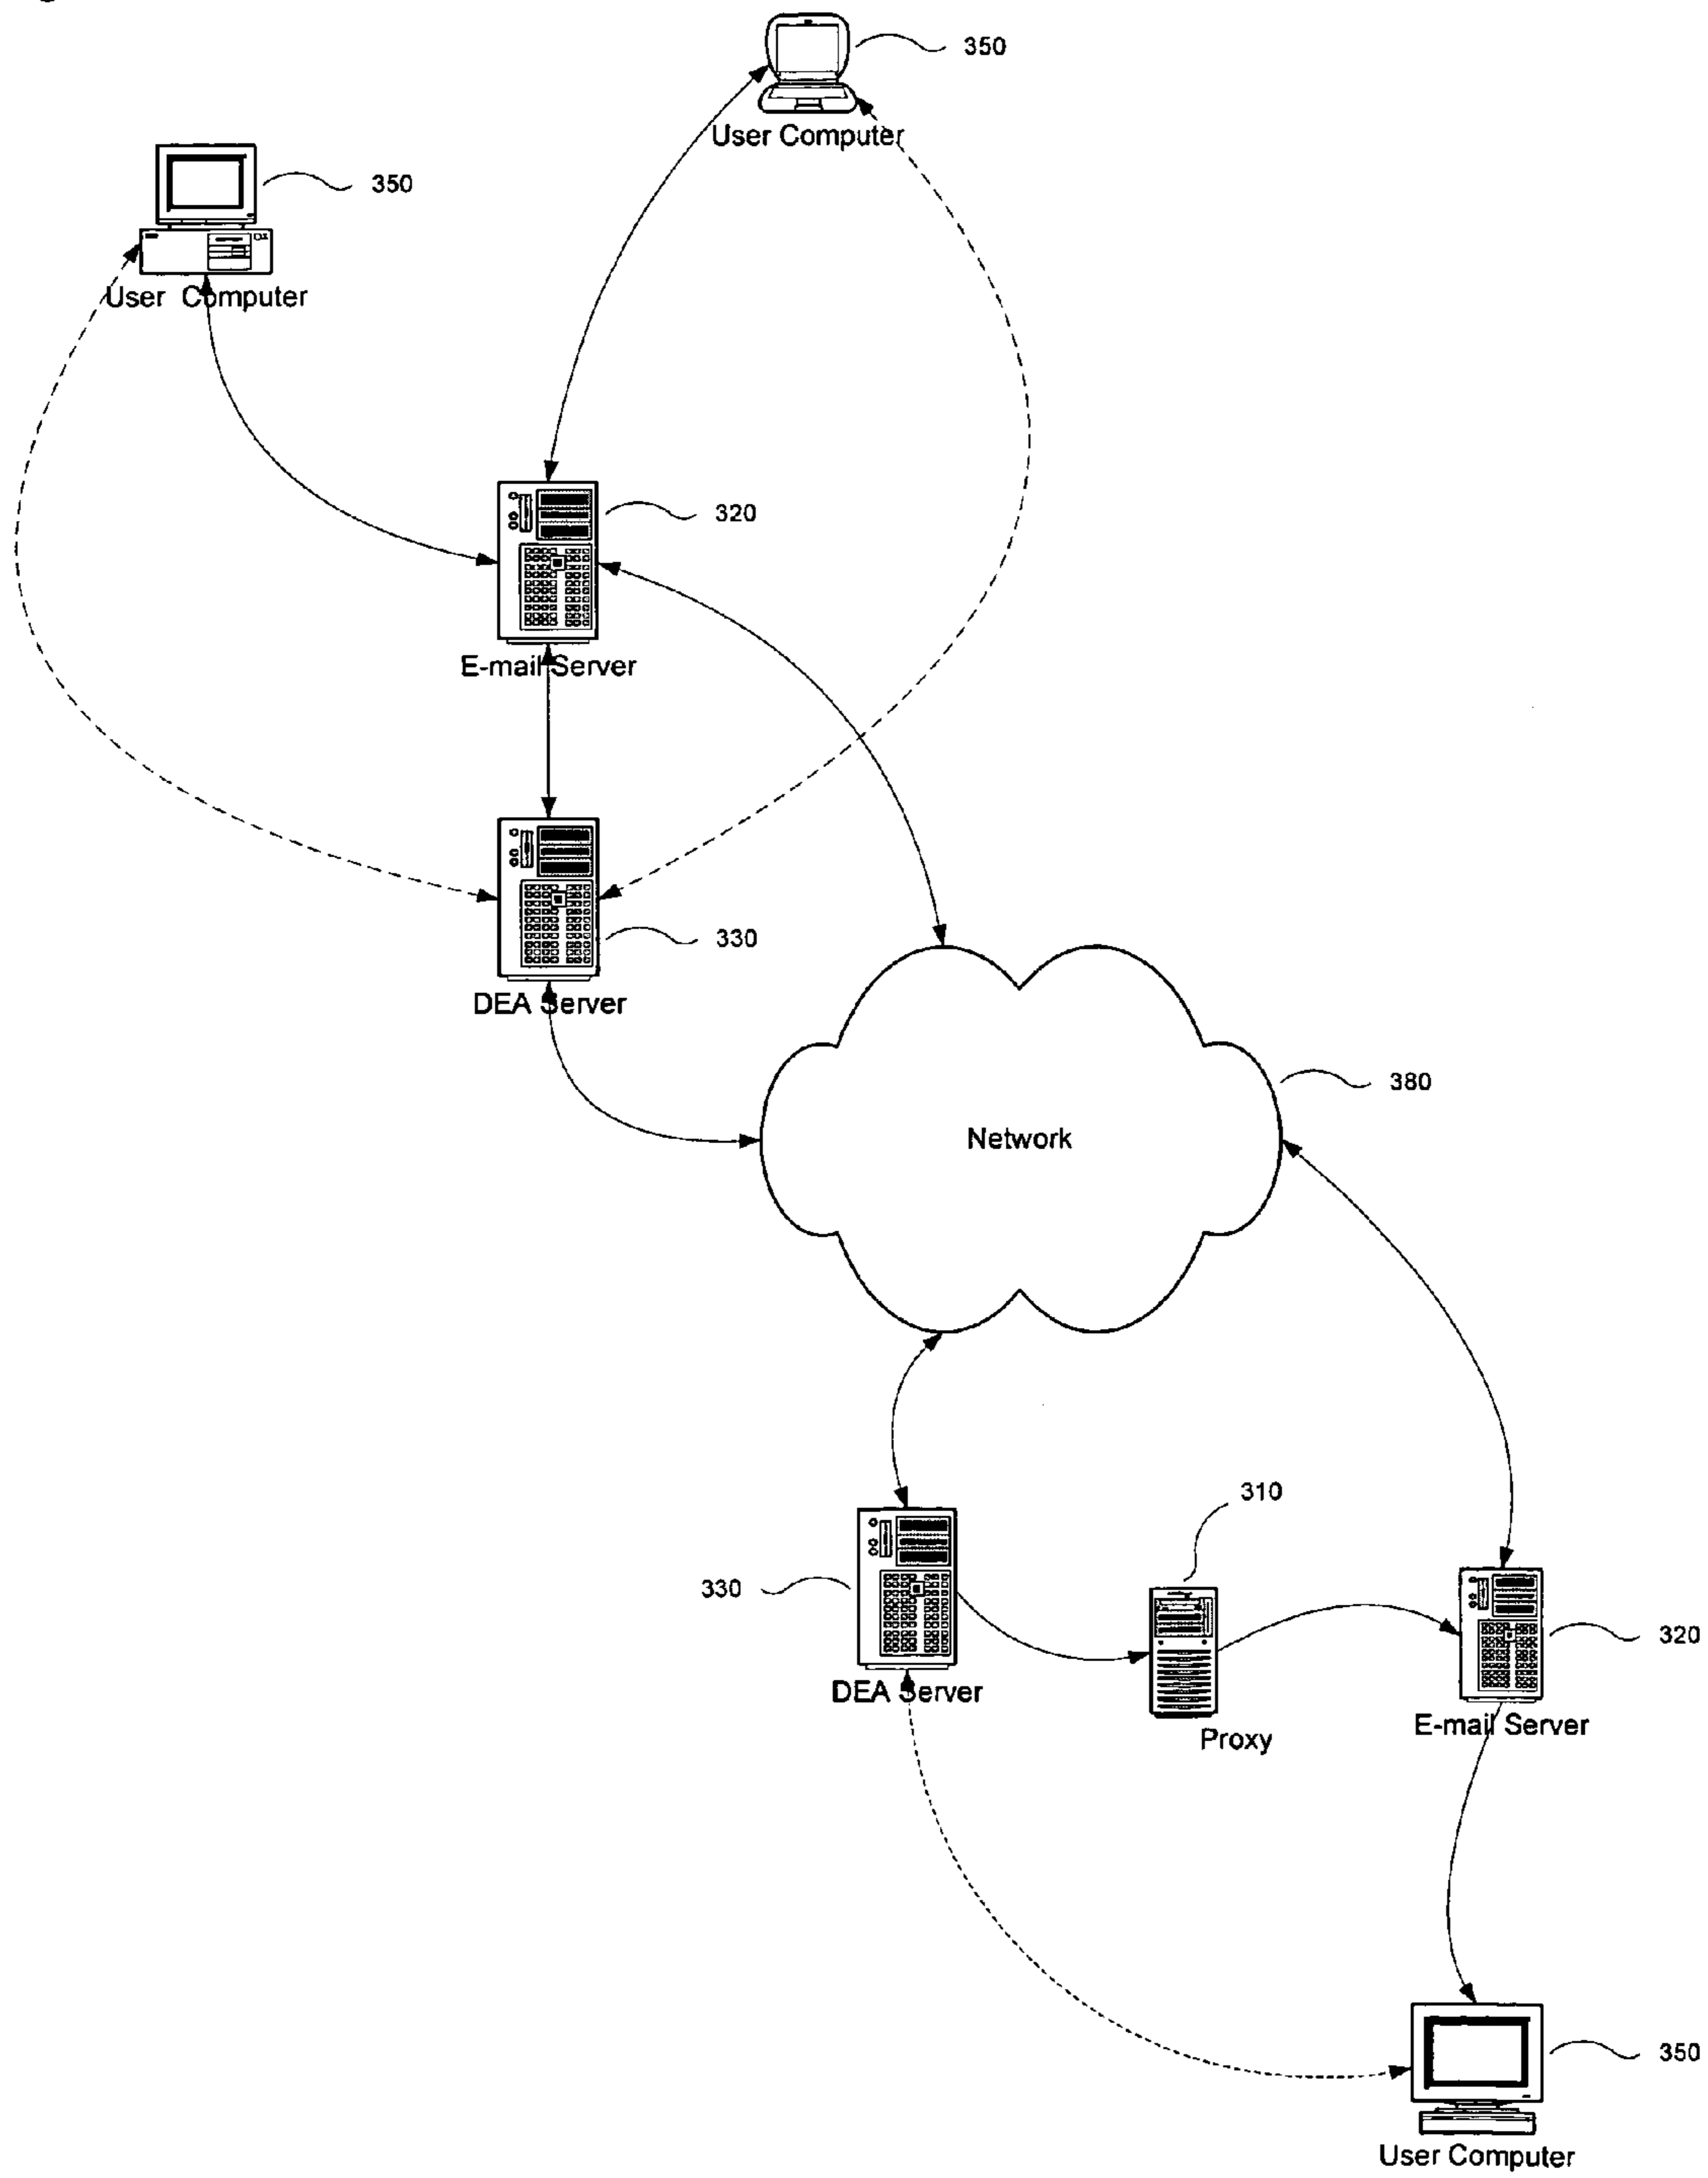 350
User Computer
350
User Computer
320
E-mail Server
330
DEA Server
380
Network
310
330
320
DEA Server
E-mail Server
Proxy
350
User Computer